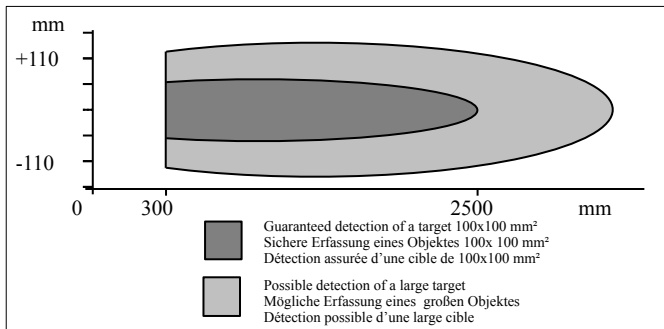 mm
+110
-110
0 300 2500 mm
Guaranteed detection of a target 100x100 mm²
Sichere Erfassung eines Objektes 100x 100 mm²
Détection assurée d’une cible de 100x100 mm²
Possible detection of a large target
Mögliche Erfassung eines großen Objektes
Détection possible d’une large cible